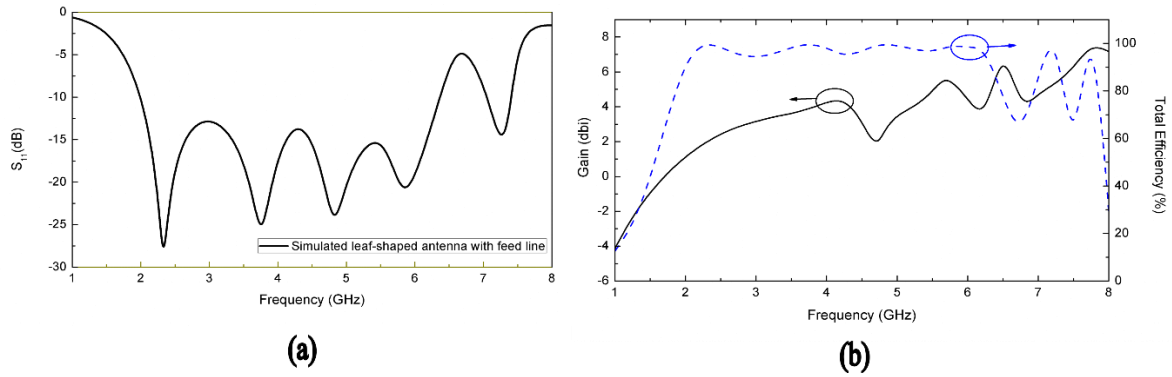 0
-5
-10
-15
-20
-25
-30
S11(dB)
Simulated leaf-shaped antenna with feed line
1 2 3 4 5 6 7 8
Frequency (GHz)
(a)
8
6
4
2
0
-2
-4
-6
Gain (dbi)
100
80
60
40
20
0
Total Efficiency (%)
1 2 3 4 5 6 7 8
Frequency (GHz)
(b)